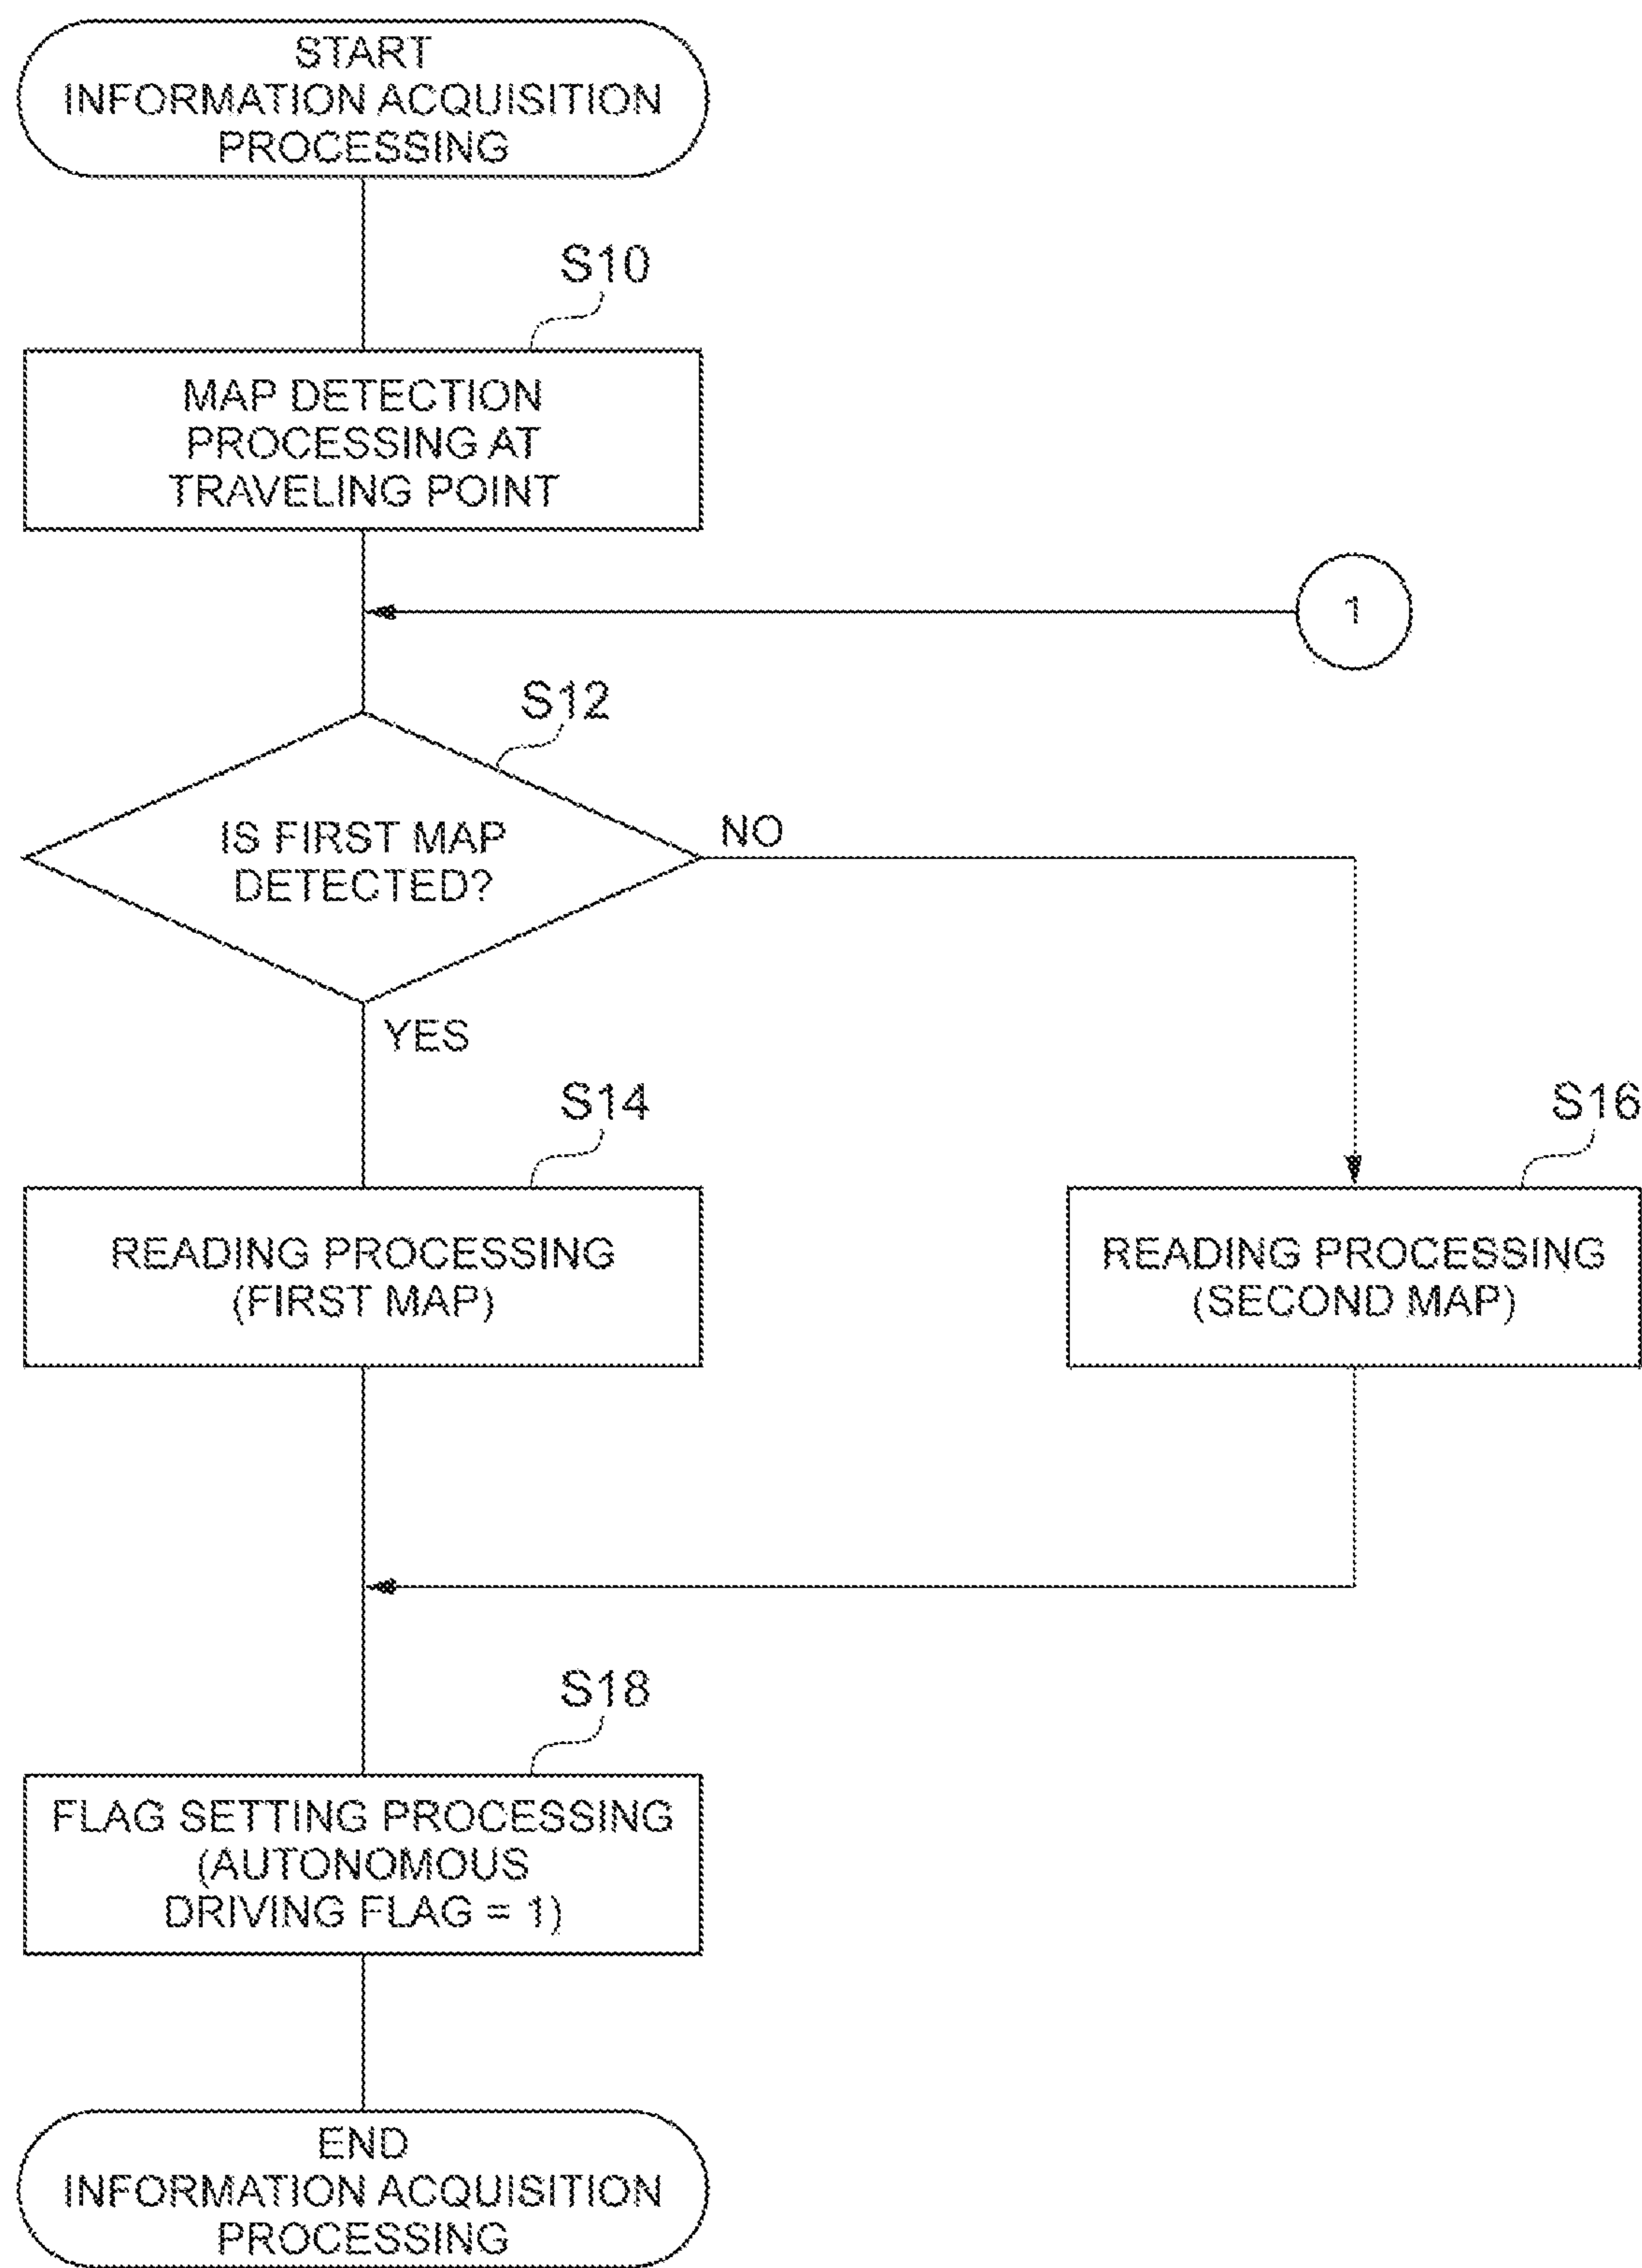 START
INFORMATION ACQUISITION
PROCESSING
S10
MAP DETECTION
PROCESSING AT
TRAVELING POINT
1
S12
IS FIRST MAP
DETECTED?
NO
YES
S14
READING PROCESSING
(FIRST MAP)
S16
READING PROCESSING
(SECOND MAP)
S18
FLAG SETTING PROCESSING
(AUTONOMOUS
DRIVING FLAG = 1)
END
INFORMATION ACQUISITION
PROCESSING